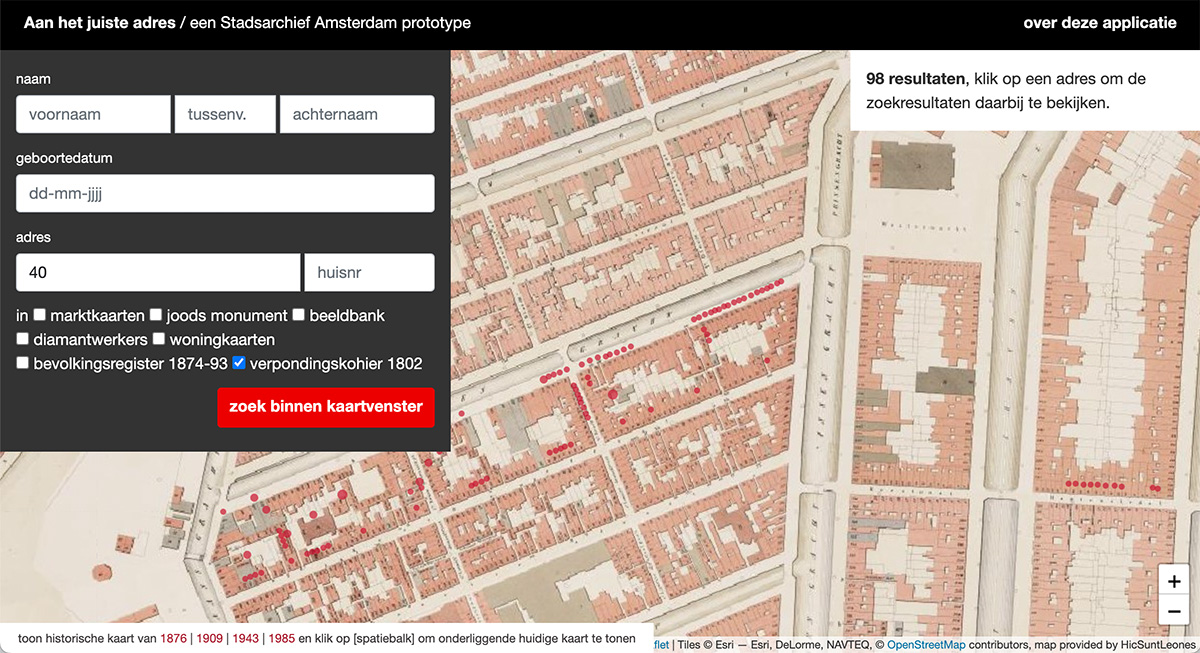 Aan het juiste adres / een Stadsarchief Amsterdam prototype
over deze applicatie
naam
voornaam
tussenv.
achternaam
geboortedatum
dd-mm-jjjj
adres
40
huisnr
in marktkaarten joods monument beeldbank
diamantwerkers woningkaarten
bevolkingsregister 1874-93 verpondingskohier 1802
zoek binnen kaartvenster
98 resultaten, klik op een adres om de
zoekresultaten daarbij te bekijken.
PRINSENGRACHT
Westermarkt
+
−
toon historische kaart van 1876 | 1909 | 1943 | 1985 en klik op [spatiebalk] om onderliggende huidige kaart te tonen
flet | Tiles © Esri — Esri, DeLorme, NAVTEQ, © OpenStreetMap contributors, map provided by HicSuntLeones